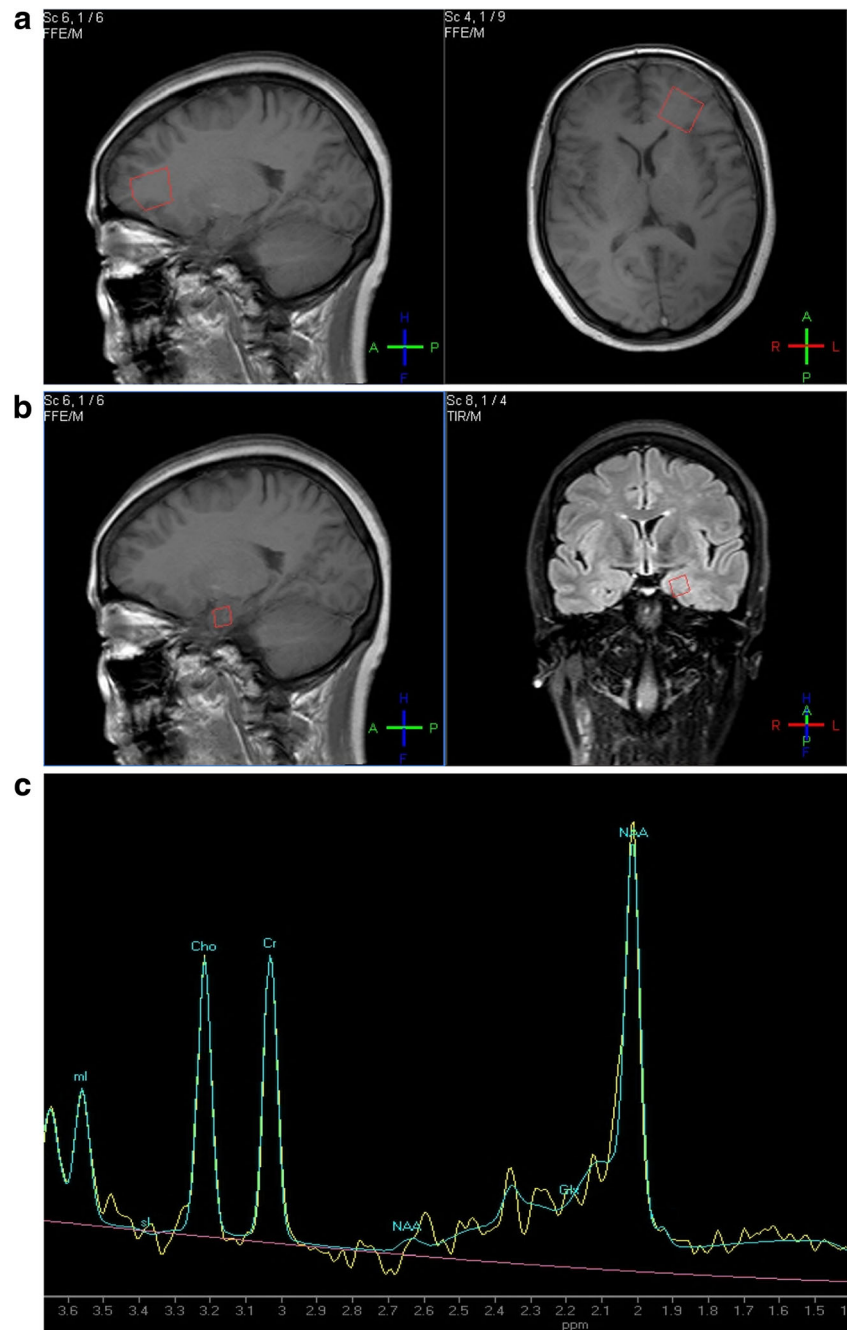 a
Sc 6, 1 / 6
FFE/M
Sc 4, 1 / 9
FFE/M
H
A P
F
A
R L
P
b
Sc 6, 1 / 6
FFE/M
Sc 8, 1 / 4
TIR/M
H
A P
F
H
A
R L
P
F
c
NAA
Cho
Cr
mI
sI
NAA
Glx
3.6 3.5 3.4 3.3 3.2 3.1 3 2.9 2.8 2.7 2.6 2.5 2.4 2.3 2.2 2.1 2 1.9 1.8 1.7 1.6 1.5
ppm